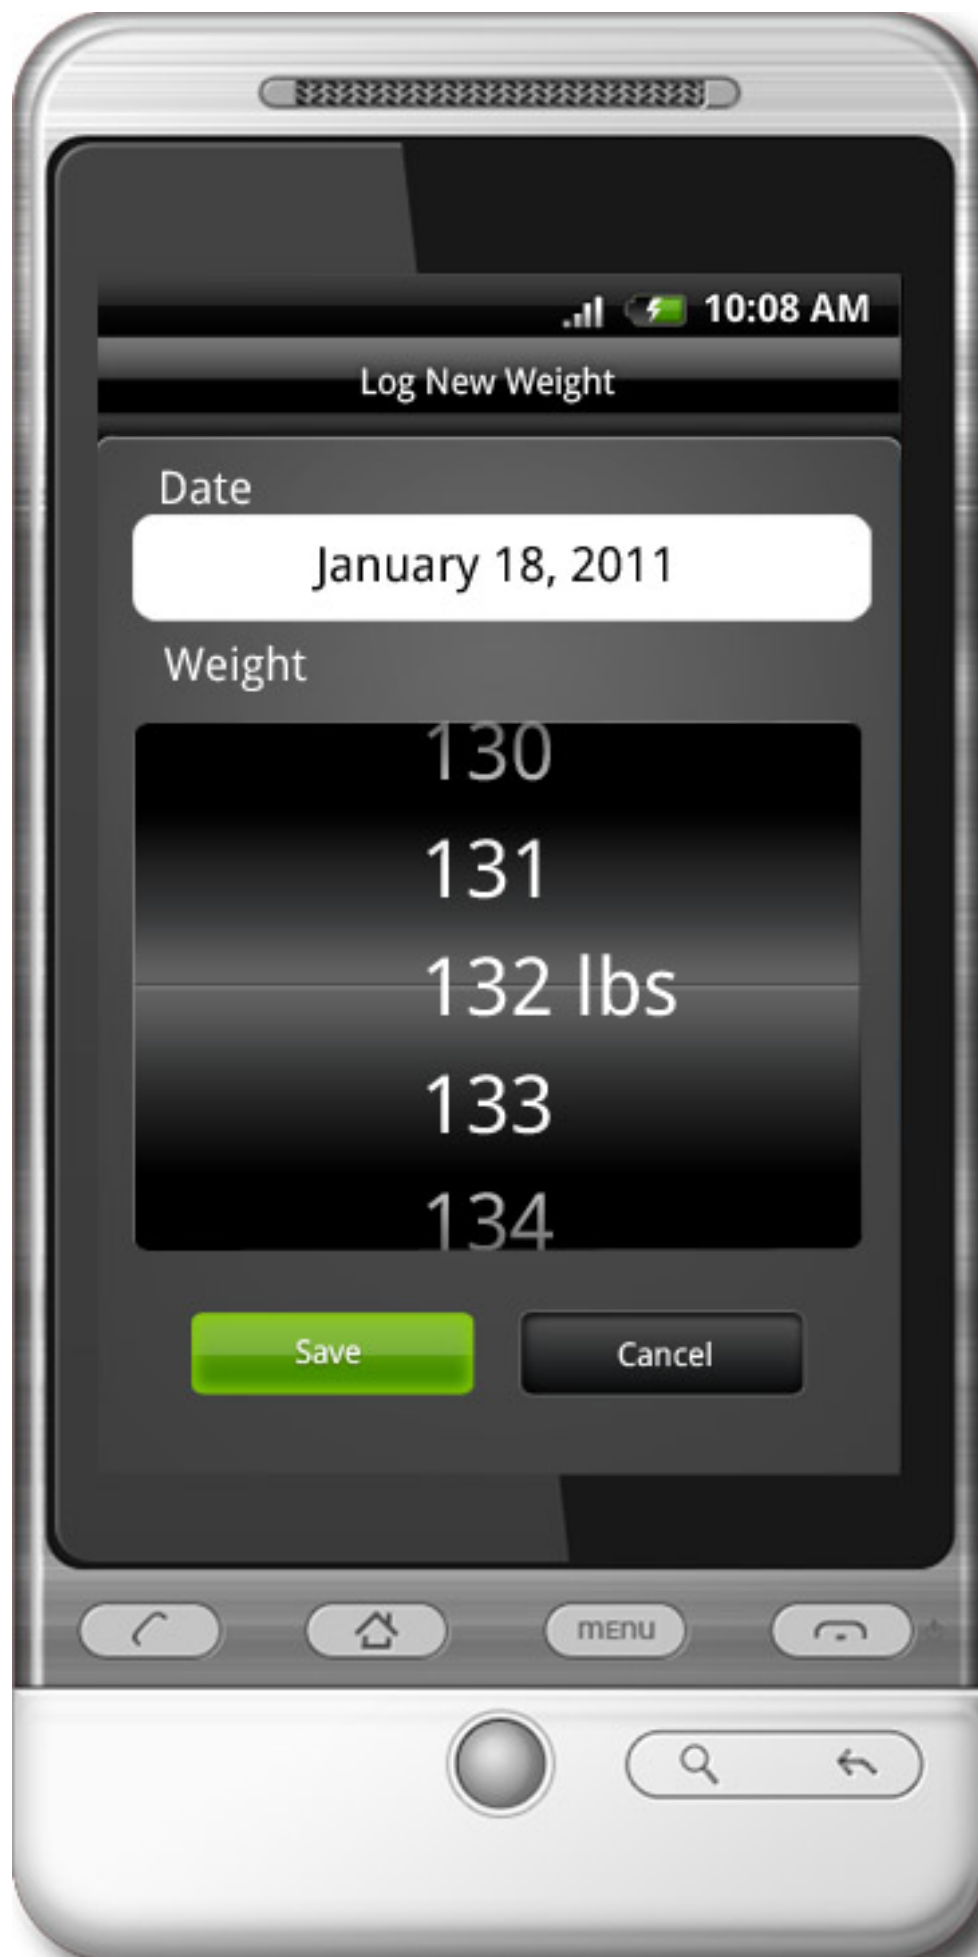 10:08 AM
Log New Weight
Date
January 18, 2011
Weight
130
131
132 lbs
133
134
Save
Cancel
MENU